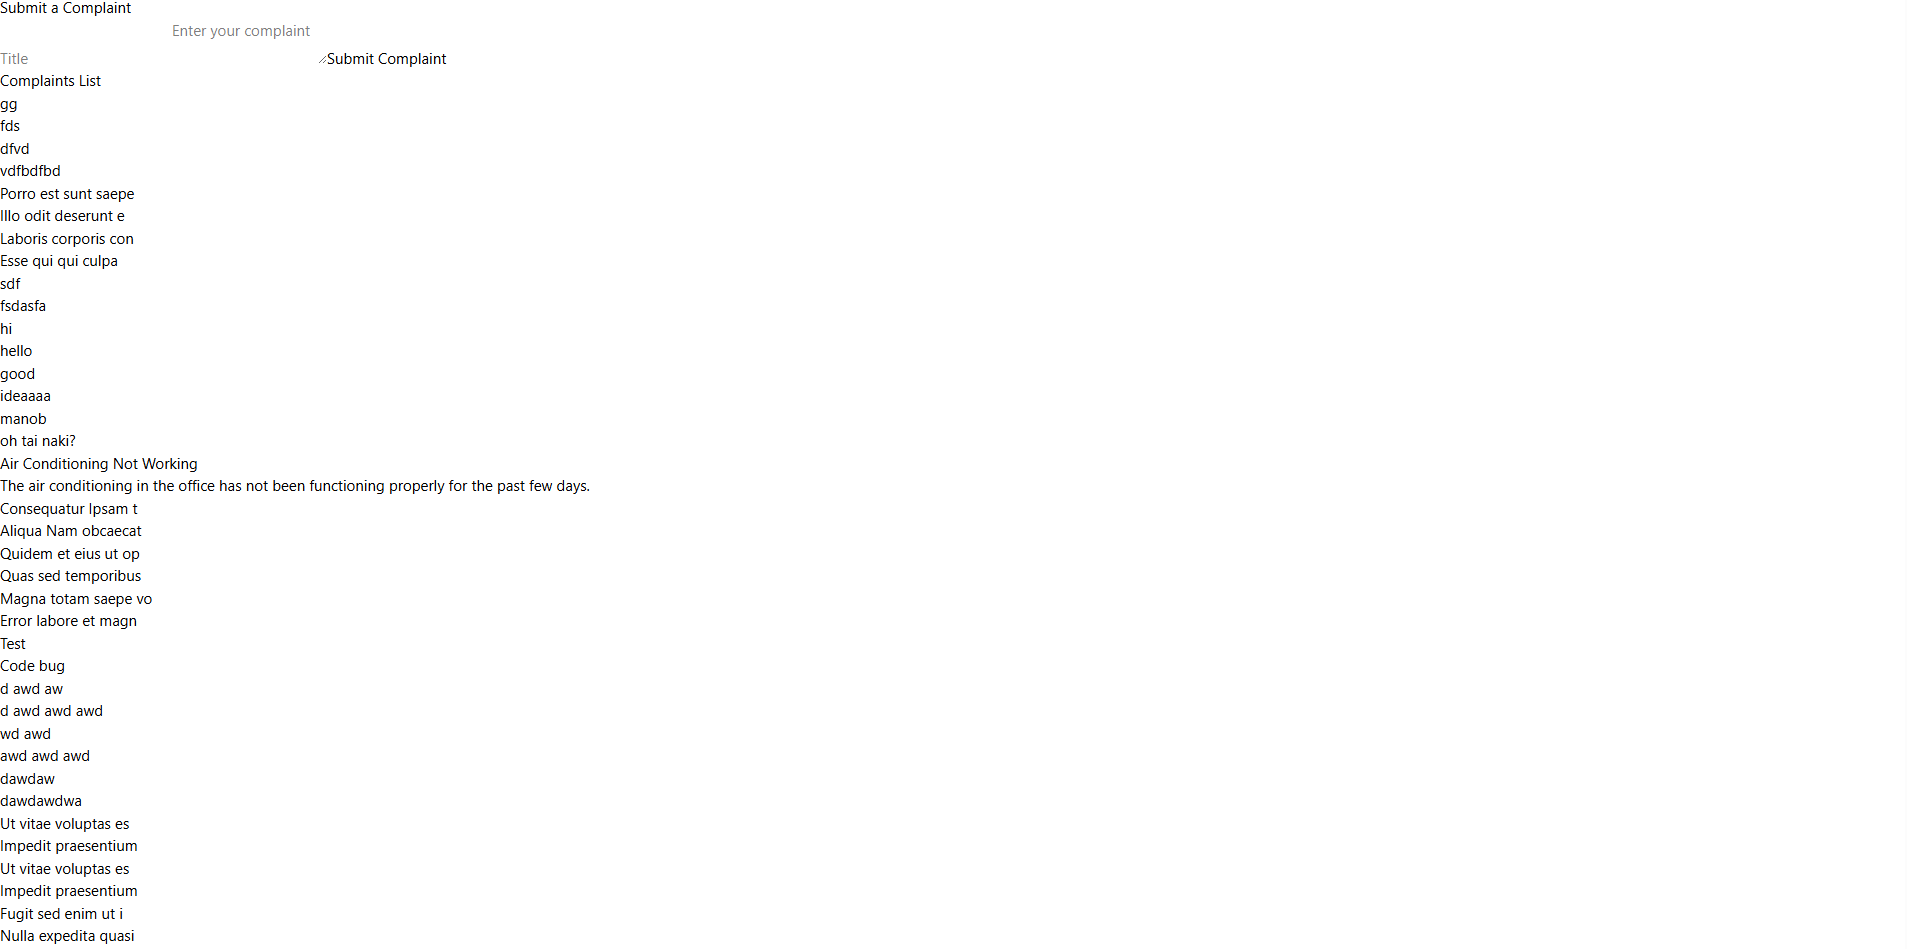 Submit a Complaint
Enter your complaint
Title
Submit Complaint
Complaints List
gg
fds
dfvd
vdfbdfbd
Porro est sunt saepe
Illo odit deserunt e
Laboris corporis con
Esse qui qui culpa
sdf
fsdasfa
hi
hello
good
ideaaaa
manob
oh tai naki?
Air Conditioning Not Working
The air conditioning in the office has not been functioning properly for the past few days.
Consequatur Ipsam t
Aliqua Nam obcaecat
Quidem et eius ut op
Quas sed temporibus
Magna totam saepe vo
Error labore et magn
Test
Code bug
d awd aw
d awd awd awd
wd awd
awd awd awd
dawdaw
dawdawdwa
Ut vitae voluptas es
Impedit praesentium
Ut vitae voluptas es
Impedit praesentium
Fugit sed enim ut i
Nulla expedita quasi